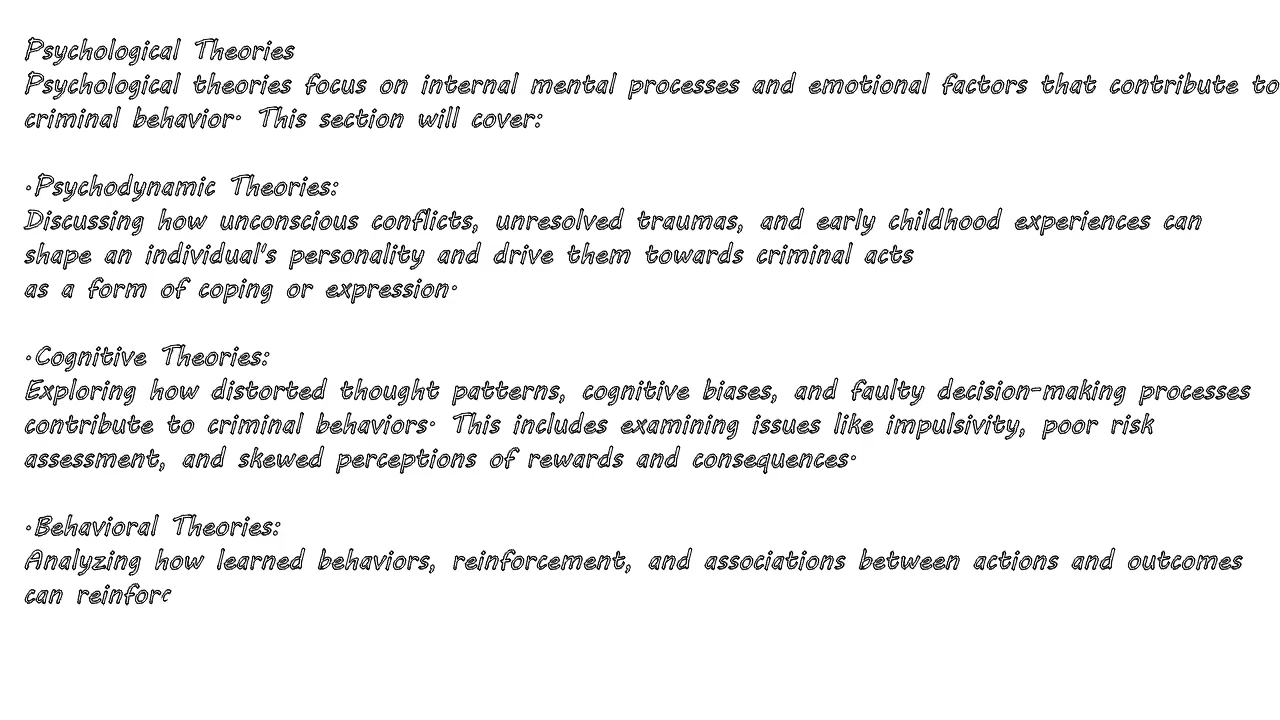 Psychological Theories
Psychological theories focus on internal mental processes and emotional factors that contribute to
criminal behavior. This section will cover:
·Psychodynamic Theories:
Discussing how unconscious conflicts, unresolved traumas, and early childhood experiences can
shape an individual's personality and drive them towards criminal acts
as a form of coping or expression.
·Cognitive Theories:
Exploring how distorted thought patterns, cognitive biases, and faulty decision-making processes
contribute to criminal behaviors. This includes examining issues like impulsivity, poor risk
assessment, and skewed perceptions of rewards and consequences.
·Behavioral Theories:
Analyzing how learned behaviors, reinforcement, and associations between actions and outcomes
can reinforc